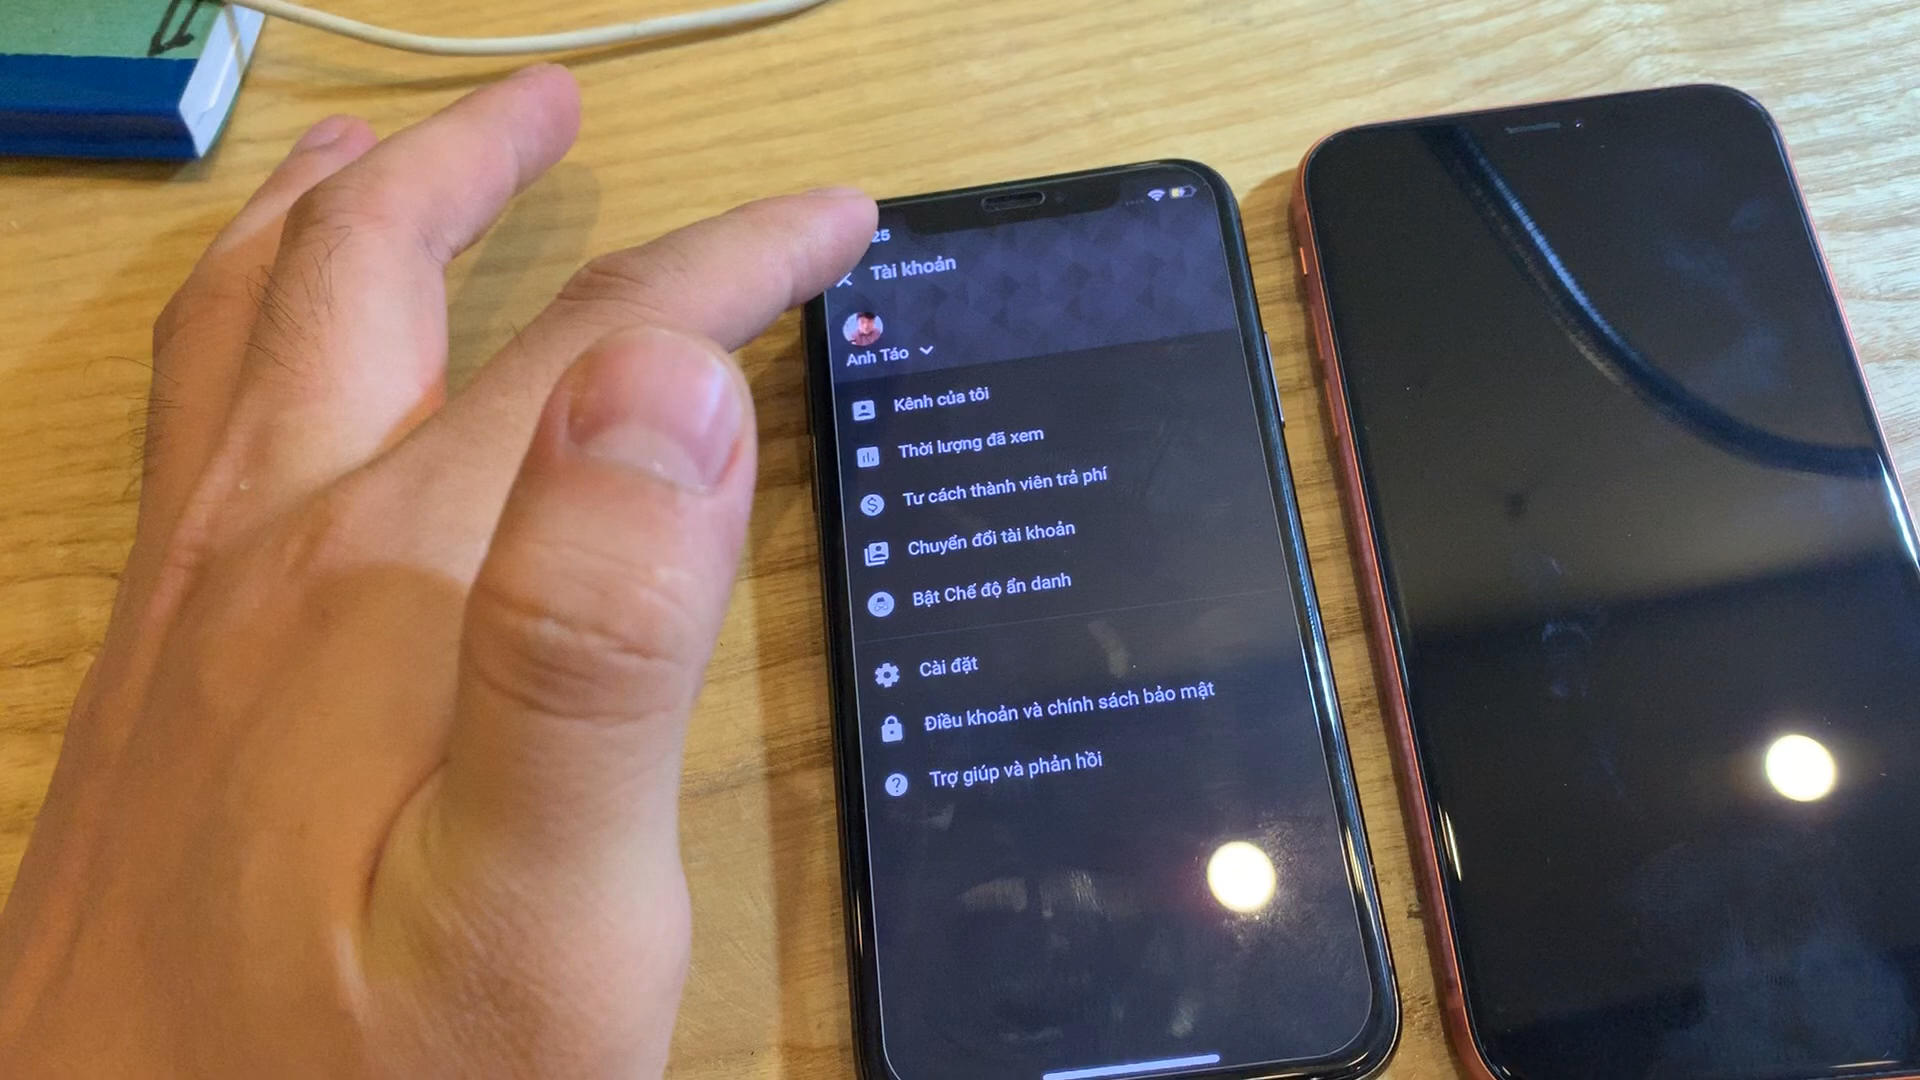 25
Tài khoản
Anh Táo
Kênh của tôi
Thời lượng đã xem
Tư cách thành viên trả phí
Chuyển đổi tài khoản
Bật Chế độ ẩn danh
Cài đặt
Điều khoản và chính sách bảo mật
Trợ giúp và phản hồi